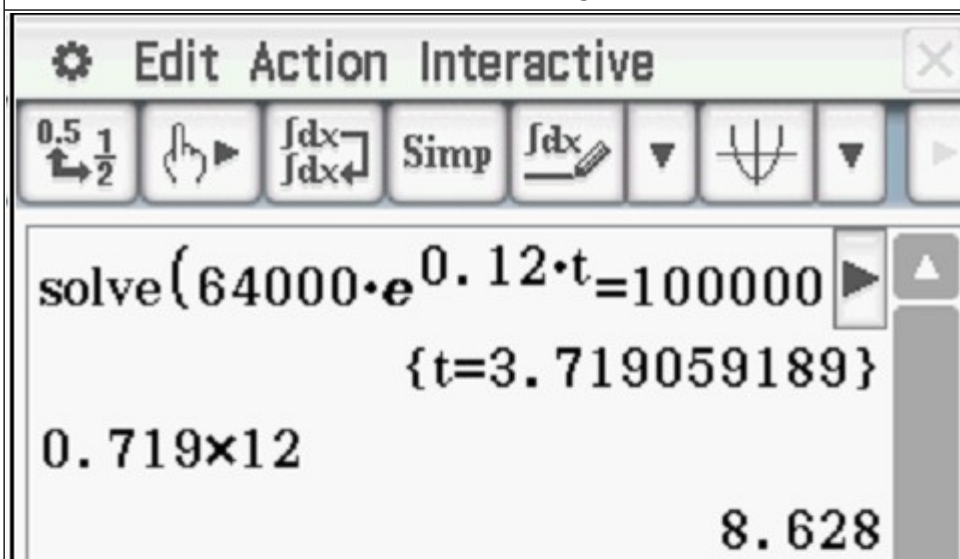 Edit Action Interactive
0.5 1/2 ∫dx ∫dx Simp ∫dx
solve(64000·e^0.12·t=100000
{t=3.719059189}
0.719×12
8.628